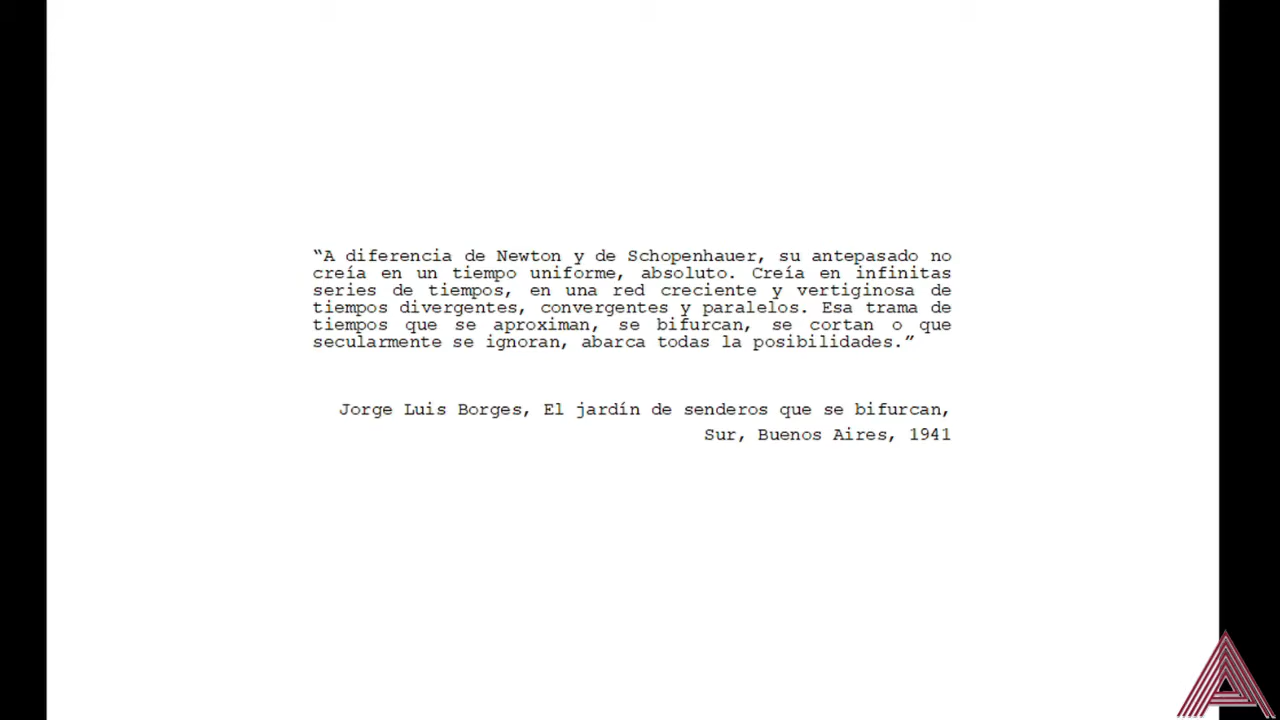 “A diferencia de Newton y de Schopenhauer, su antepasado no
creía en un tiempo uniforme, absoluto. Creía en infinitas
series de tiempos, en una red creciente y vertiginosa de
tiempos divergentes, convergentes y paralelos. Esa trama de
tiempos que se aproximan, se bifurcan, se cortan o que
secularmente se ignoran, abarca todas la posibilidades.”
Jorge Luis Borges, El jardín de senderos que se bifurcan,
Sur, Buenos Aires, 1941